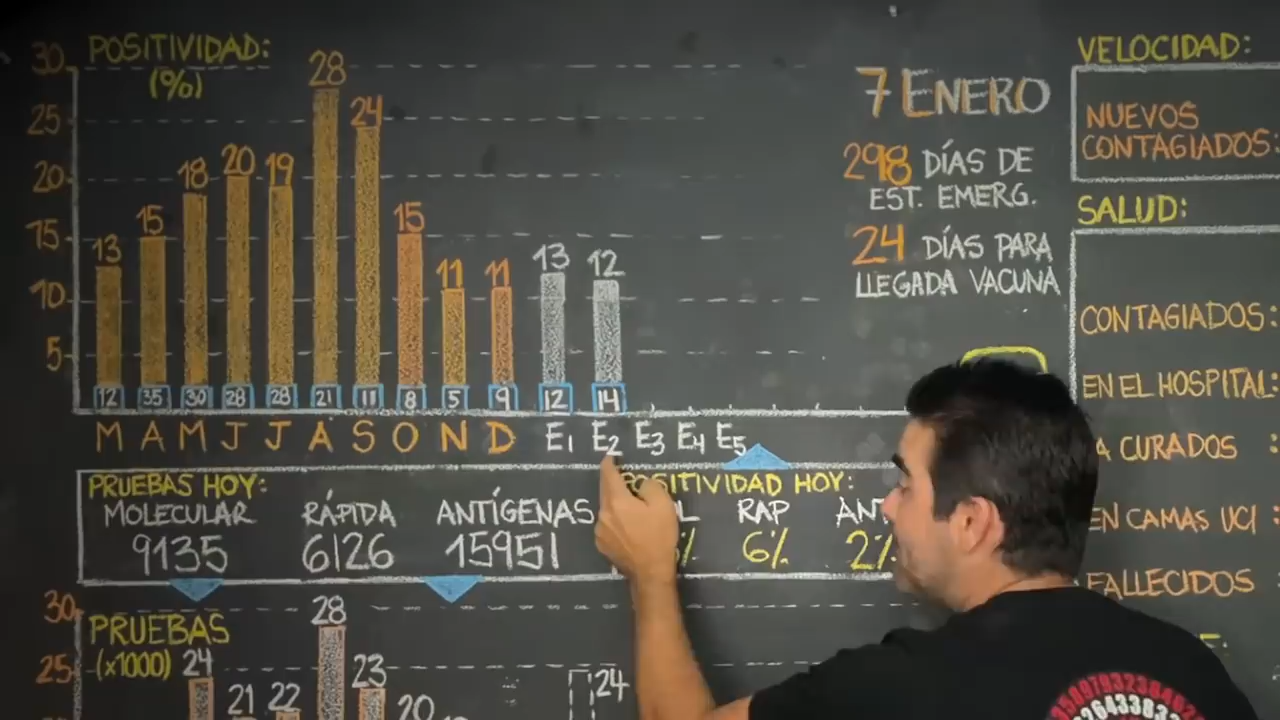 POSITIVIDAD:
(%)
30
25
20
15
10
5
13 15 18 20 19 28 24 15 11 11 13 12
12 35 30 28 28 21 11 8 5 9 12 14
M A M J J A S O N D E1 E2 E3 E4 E5
7 ENERO
298 DÍAS DE
EST. EMERG.
24 DÍAS PARA
LLEGADA VACUNA
VELOCIDAD:
NUEVOS
CONTAGIADOS:
SALUD:
CONTAGIADOS:
EN EL HOSPITAL:
A CURADOS :
EN CAMAS UCI :
FALLECIDOS
PRUEBAS HOY:
MOLECULAR RÁPIDA ANTÍGENAS
9135 6126 15951
POSITIVIDAD HOY:
RAP
6% 2%
PRUEBAS
(x1000)
30
25
24 21 22 28 23 20 24